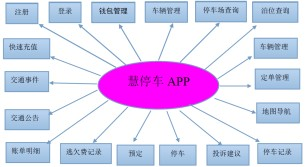 注册
登录
钱包管理
车辆管理
停车场查询
泊位查询
快速充值
车辆管理
慧停车 APP
交通事件
定单管理
交通公告
地图导航
账单明细
逃欠费记录
预定
停车
投诉建议
停车记录